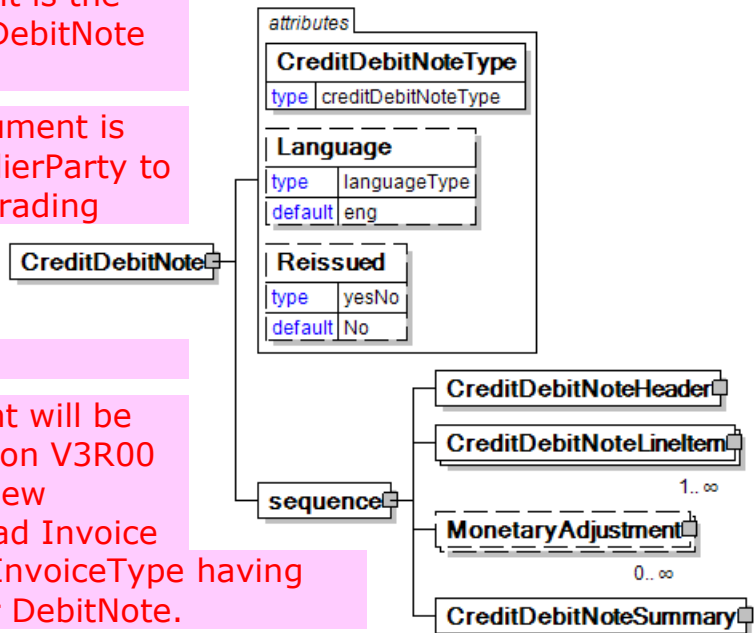 t is the
DebitNote
ument is
lierParty to
rading
t will be
on V3R00
ew
ad Invoice
InvoiceType having
DebitNote.
attributes
CreditDebitNoteType
type creditDebitNoteType
Language
type languageType
default eng
Reissued
type yesNo
default No
CreditDebitNote
sequence
CreditDebitNoteHeader
CreditDebitNoteLineItem
1..∞
MonetaryAdjustment
0..∞
CreditDebitNoteSummary